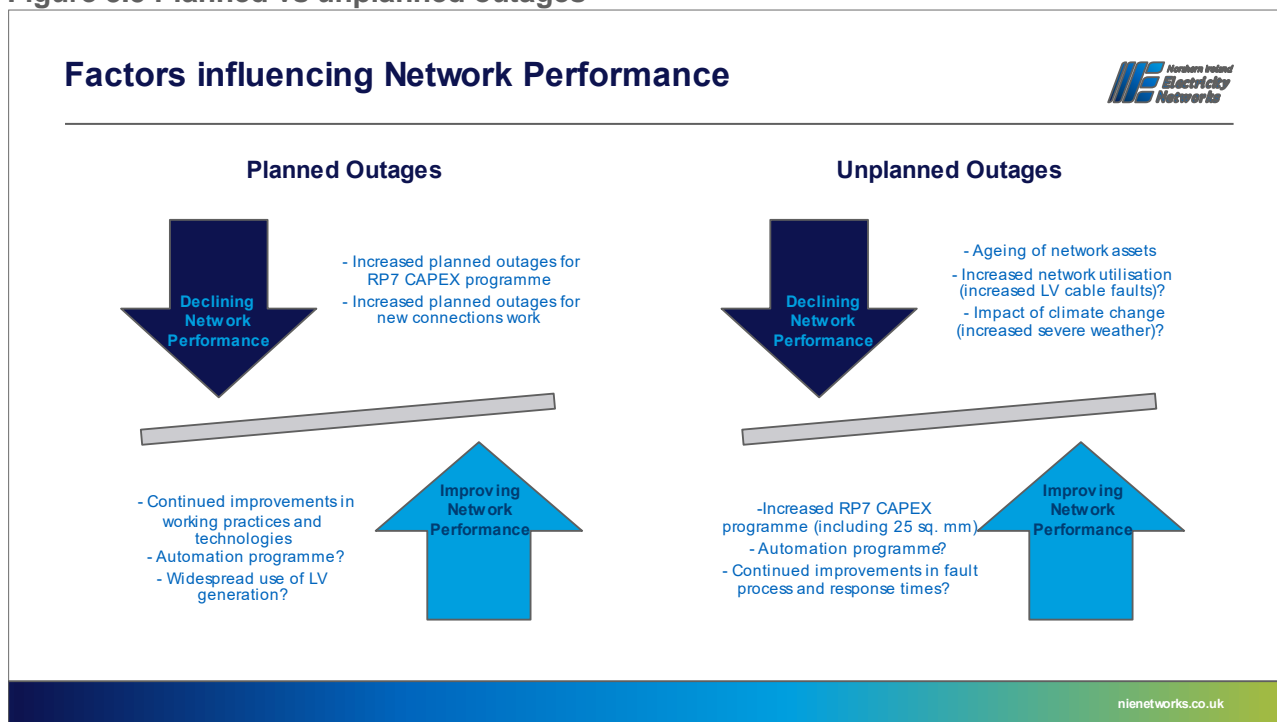 Factors influencing Network Performance
Northern Ireland
Electricity
Networks
Planned Outages
Declining
Network
Performance
- Increased planned outages for
RP7 CAPEX programme
- Increased planned outages for
new connections work
- Continued improvements in
working practices and
technologies
- Automation programme?
- Widespread use of LV
generation?
Improving
Network
Performance
Unplanned Outages
Declining
Network
Performance
- Ageing of network assets
- Increased network utilisation
(increased LV cable faults)?
- Impact of climate change
(increased severe weather)?
-Increased RP7 CAPEX
programme (including 25 sq. mm)
- Automation programme?
- Continued improvements in fault
process and response times?
Improving
Network
Performance
nienetworks.co.uk